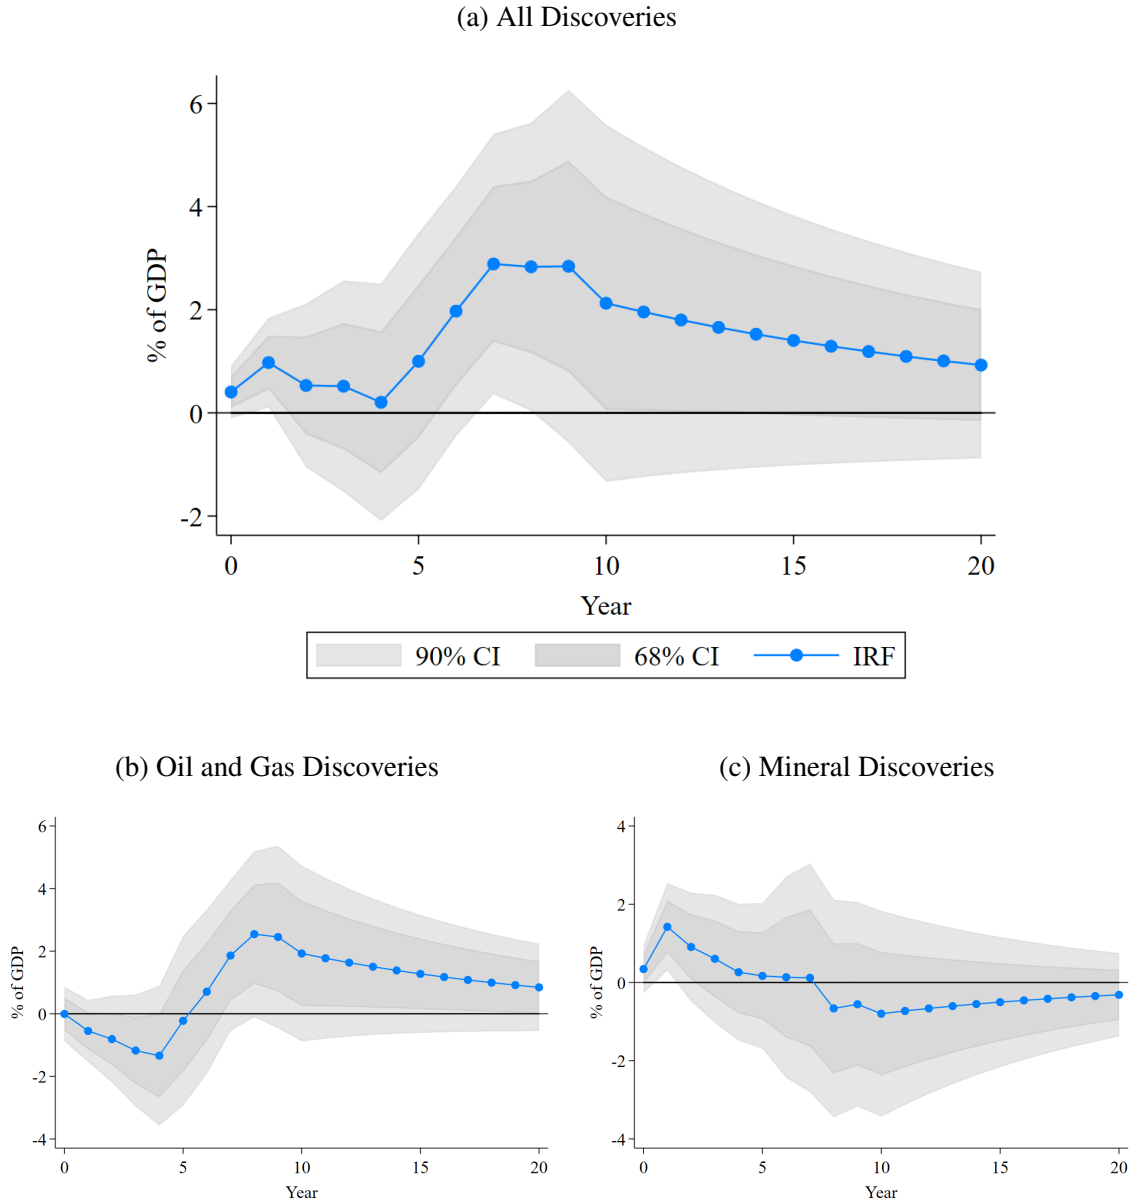 (a) All Discoveries
6
4
2
0
-2
% of GDP
0 5 10 15 20
Year
90% CI 68% CI IRF
(b) Oil and Gas Discoveries
6
4
2
0
-2
-4
% of GDP
0 5 10 15 20
Year
(c) Mineral Discoveries
4
2
0
-2
-4
% of GDP
0 5 10 15 20
Year